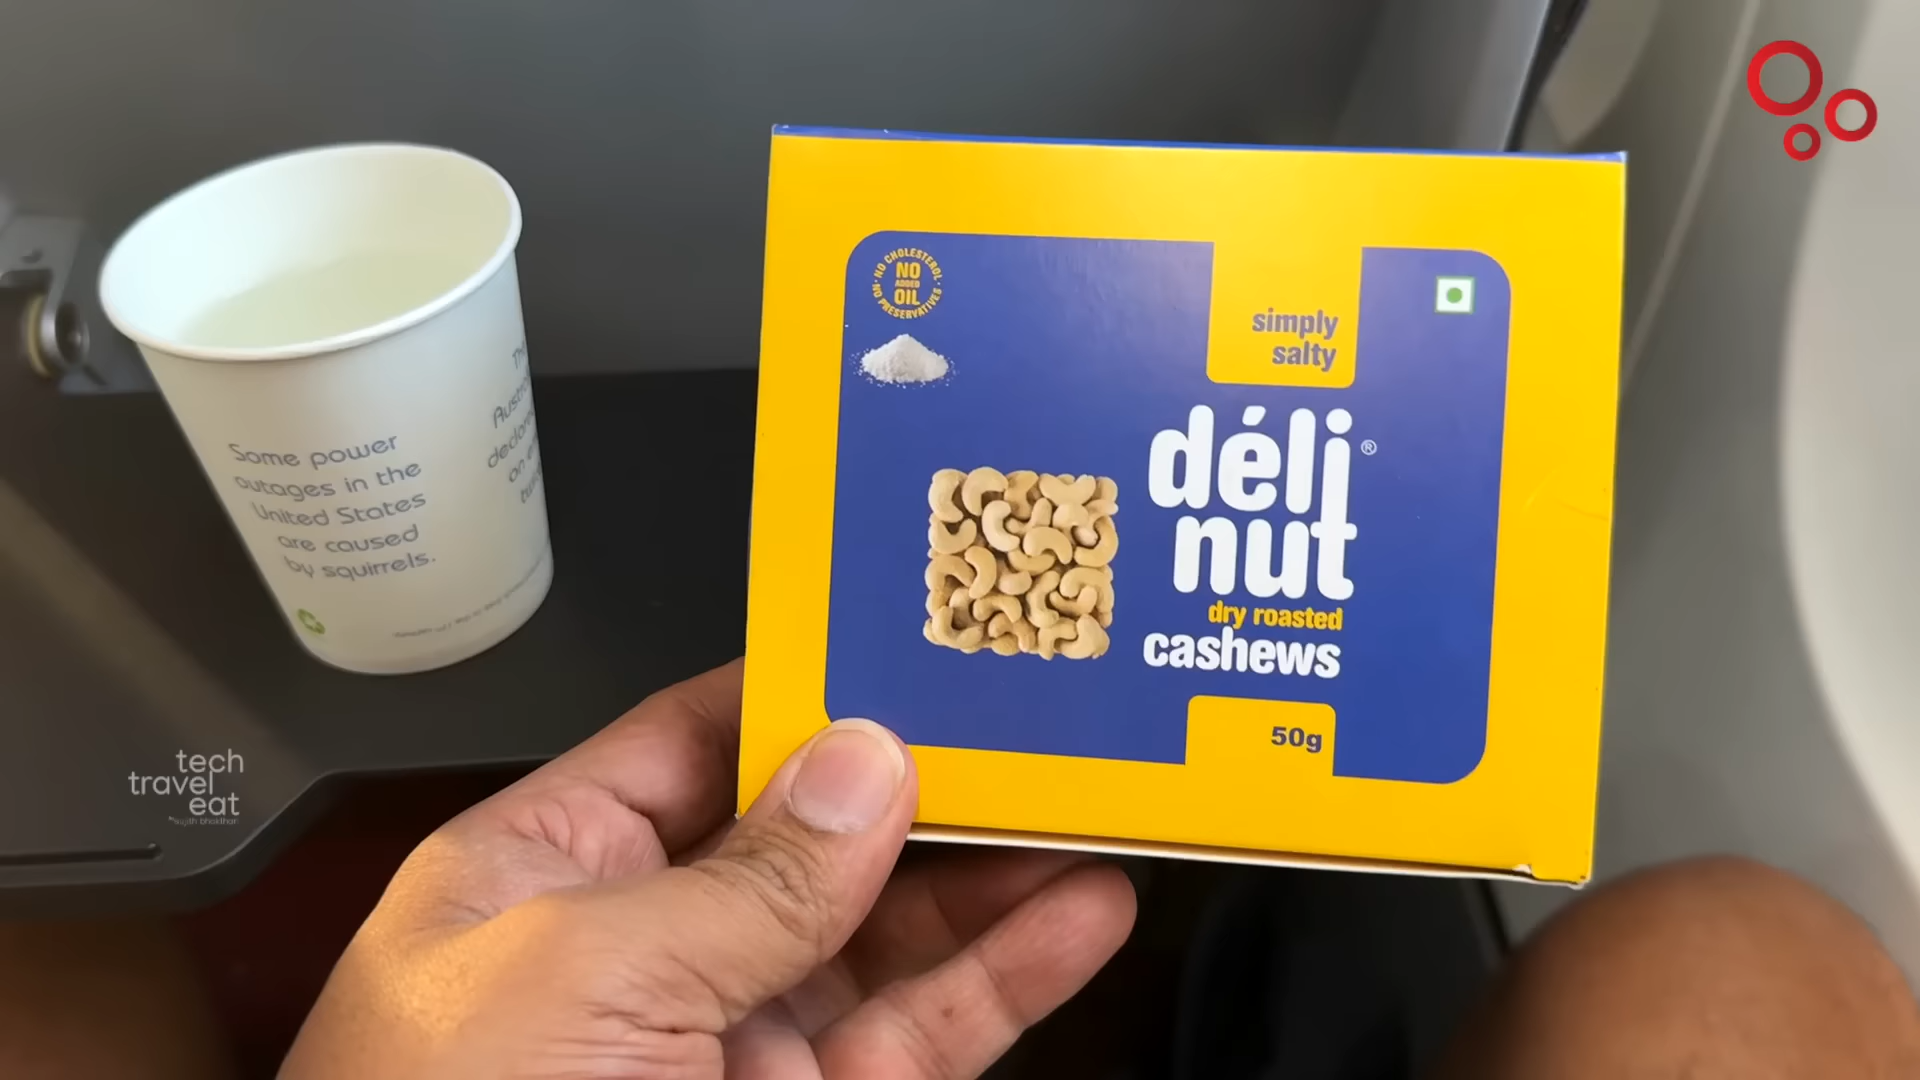 Some power
outages in the
United States
are caused
by squirrels.
NO CHOLESTEROL
NO
ADDED
OIL
NO PRESERVATIVES
simply
salty
déli
nut®
dry roasted
cashews
50g
tech
travel
eat